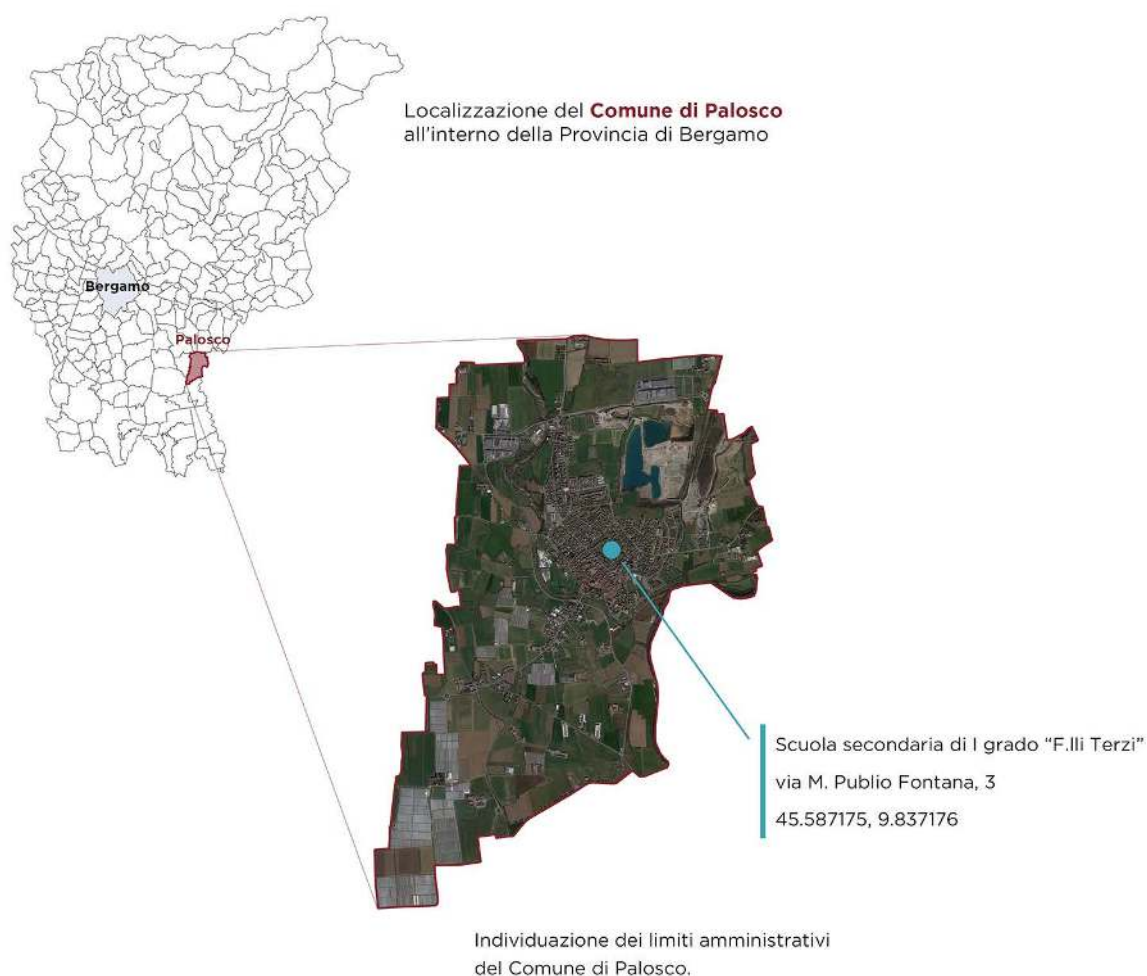 Localizzazione del Comune di Palosco
all'interno della Provincia di Bergamo
Bergamo
Palosco
Scuola secondaria di I grado “F.lli Terzi”
via M. Publio Fontana, 3
45.587175, 9.837176
Individuazione dei limiti amministrativi
del Comune di Palosco.